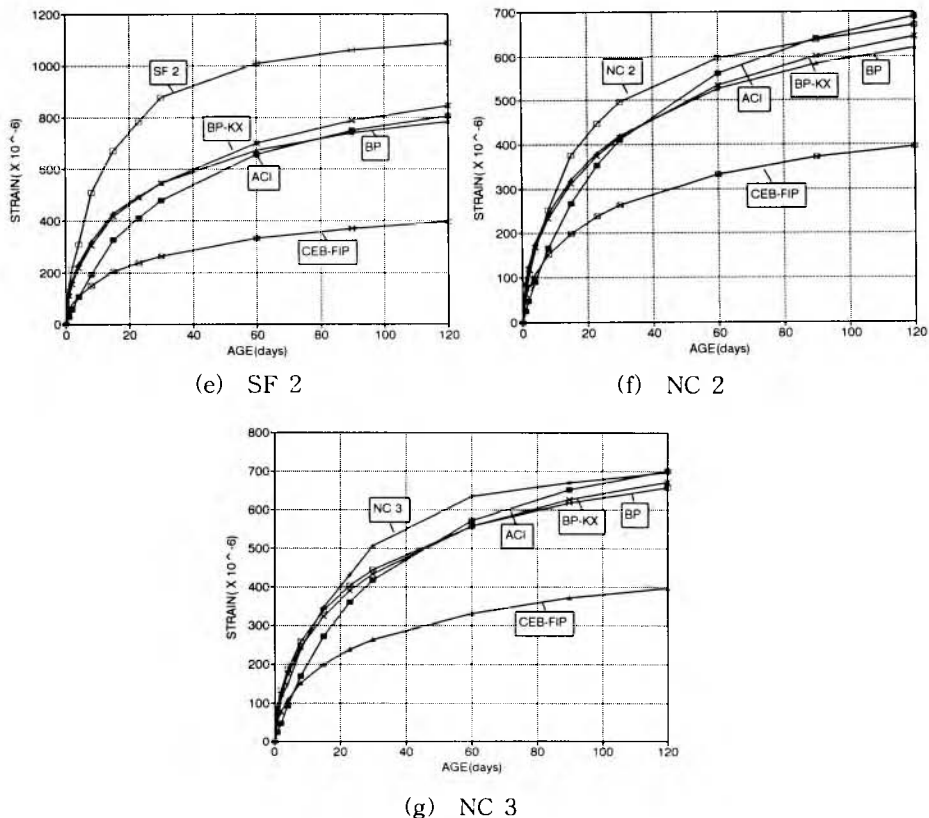 1200
1000
800
600
400
200
0
STRAIN( X 10^-6)
SF 2
BP-KX
ACI
BP
CEB-FIP
0 20 40 60 80 100 120
AGE(days)
(e) SF 2
700
600
500
400
300
200
100
0
STRAIN( X 10^-6)
NC 2
ACI
BP-KX
BP
CEB-FIP
0 20 40 60 80 100 120
AGE(days)
(f) NC 2
800
700
600
500
400
300
200
100
0
STRAIN( X 10^-6)
NC 3
ACI
BP-KX
BP
CEB-FIP
0 20 40 60 80 100 120
AGE(days)
(g) NC 3